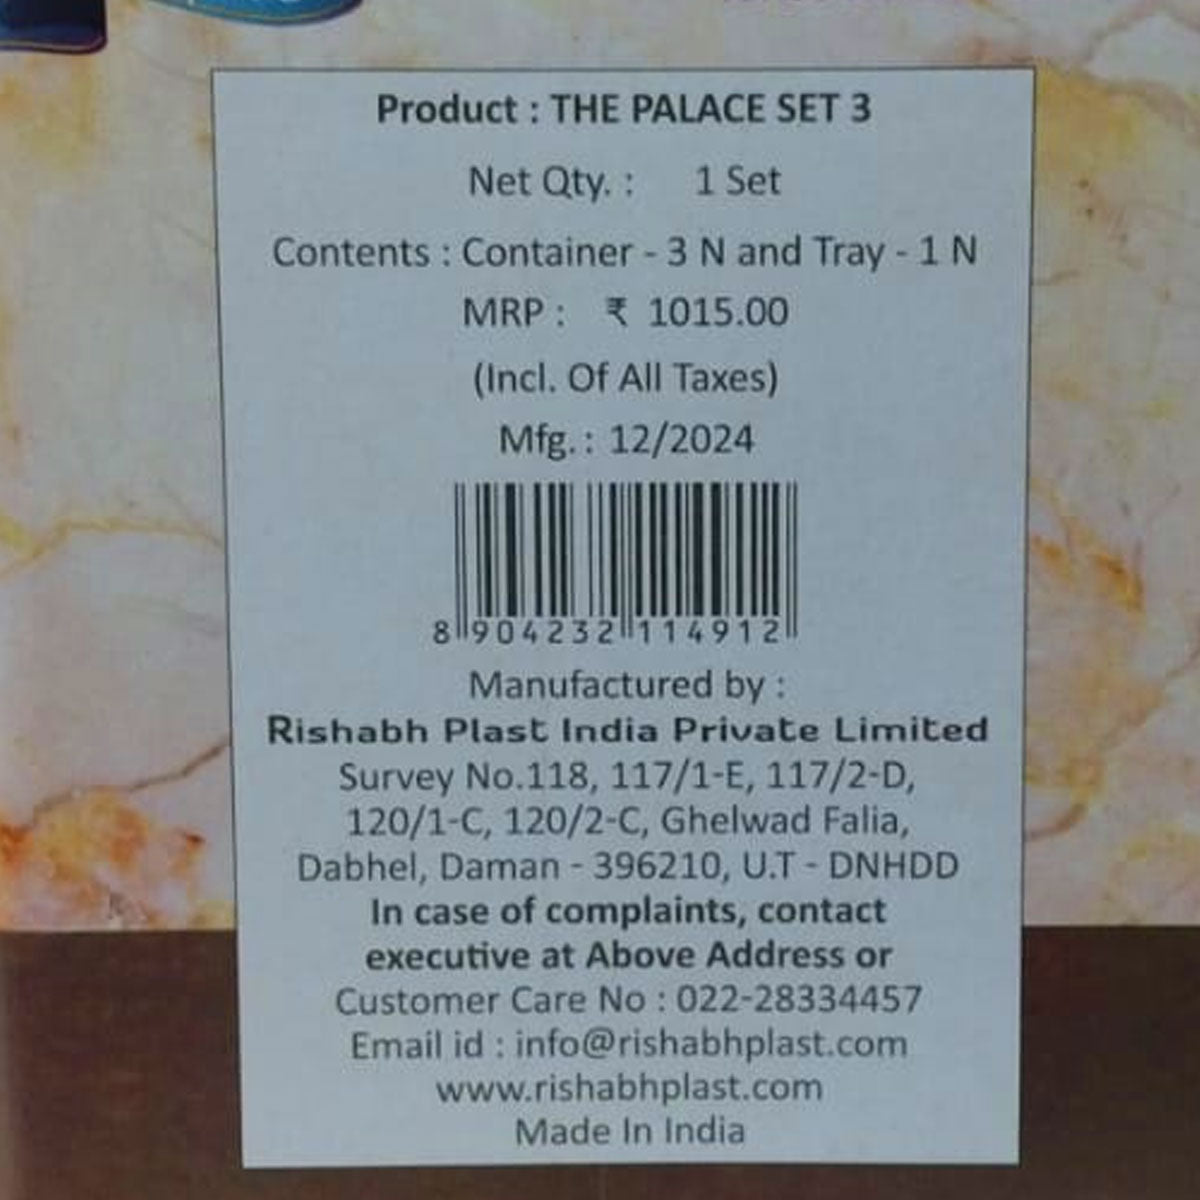 Product : THE PALACE SET 3
Net Qty. : 1 Set
Contents : Container - 3 N and Tray - 1 N
MRP : ₹ 1015.00
(Incl. Of All Taxes)
Mfg. : 12/2024
8 904232 114912
Manufactured by :
Rishabh Plast India Private Limited
Survey No.118, 117/1-E, 117/2-D,
120/1-C, 120/2-C, Ghelwad Falia,
Dabhel, Daman - 396210, U.T - DNHDD
In case of complaints, contact
executive at Above Address or
Customer Care No : 022-28334457
Email id : info@rishabhplast.com
www.rishabhplast.com
Made In India